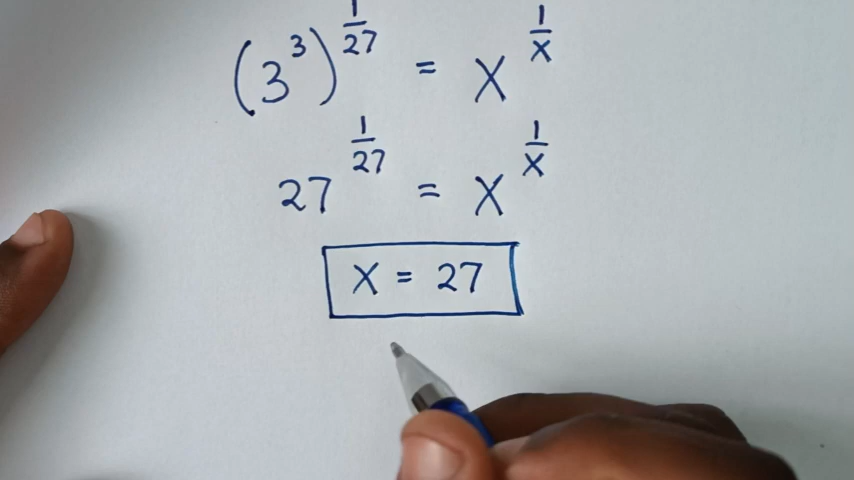 (3^3)^(1/27) = X^(1/X)
27^(1/27) = X^(1/X)
X = 27